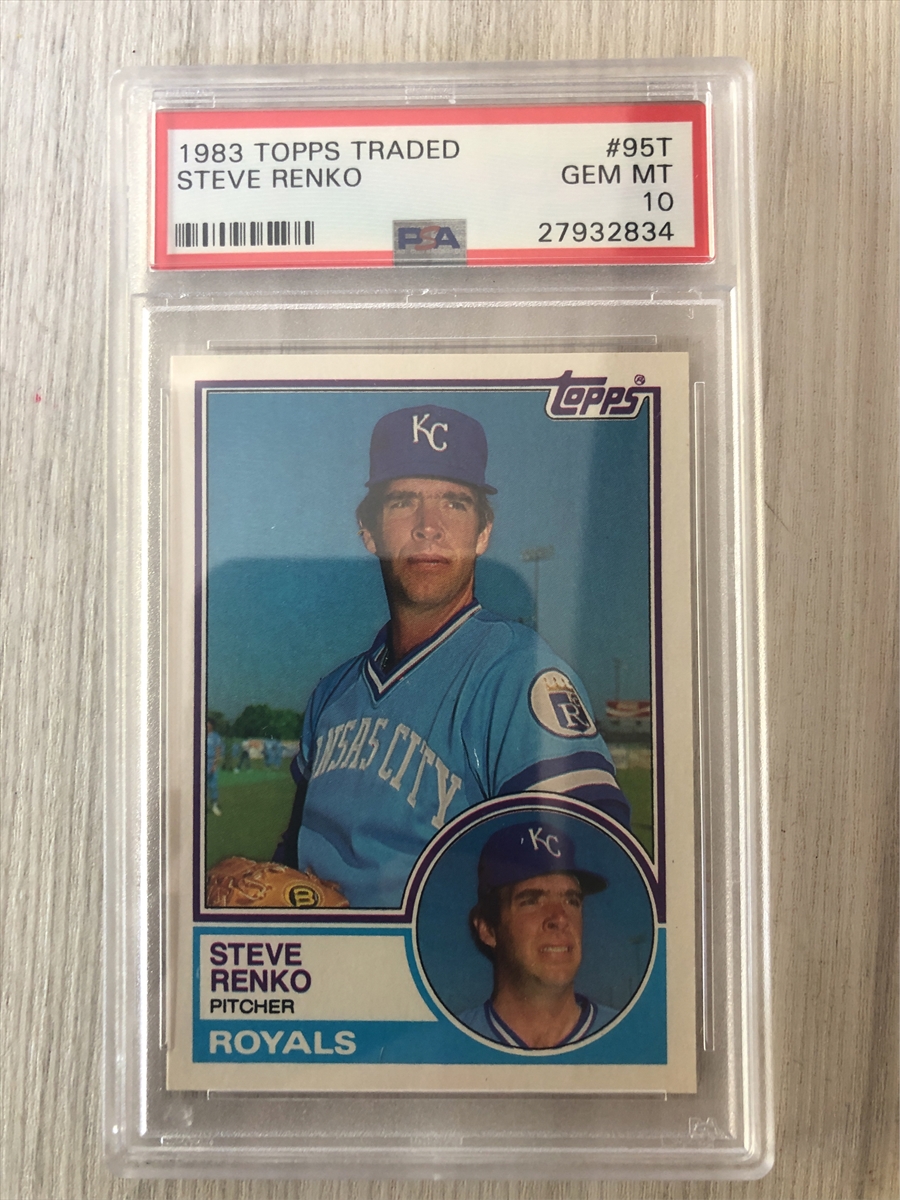 1983 TOPPS TRADED #95T
STEVE RENKO GEM MT
10
PSA 27932834
topps®
KC
R
KANSAS CITY
B
KC
STEVE
RENKO
PITCHER
ROYALS